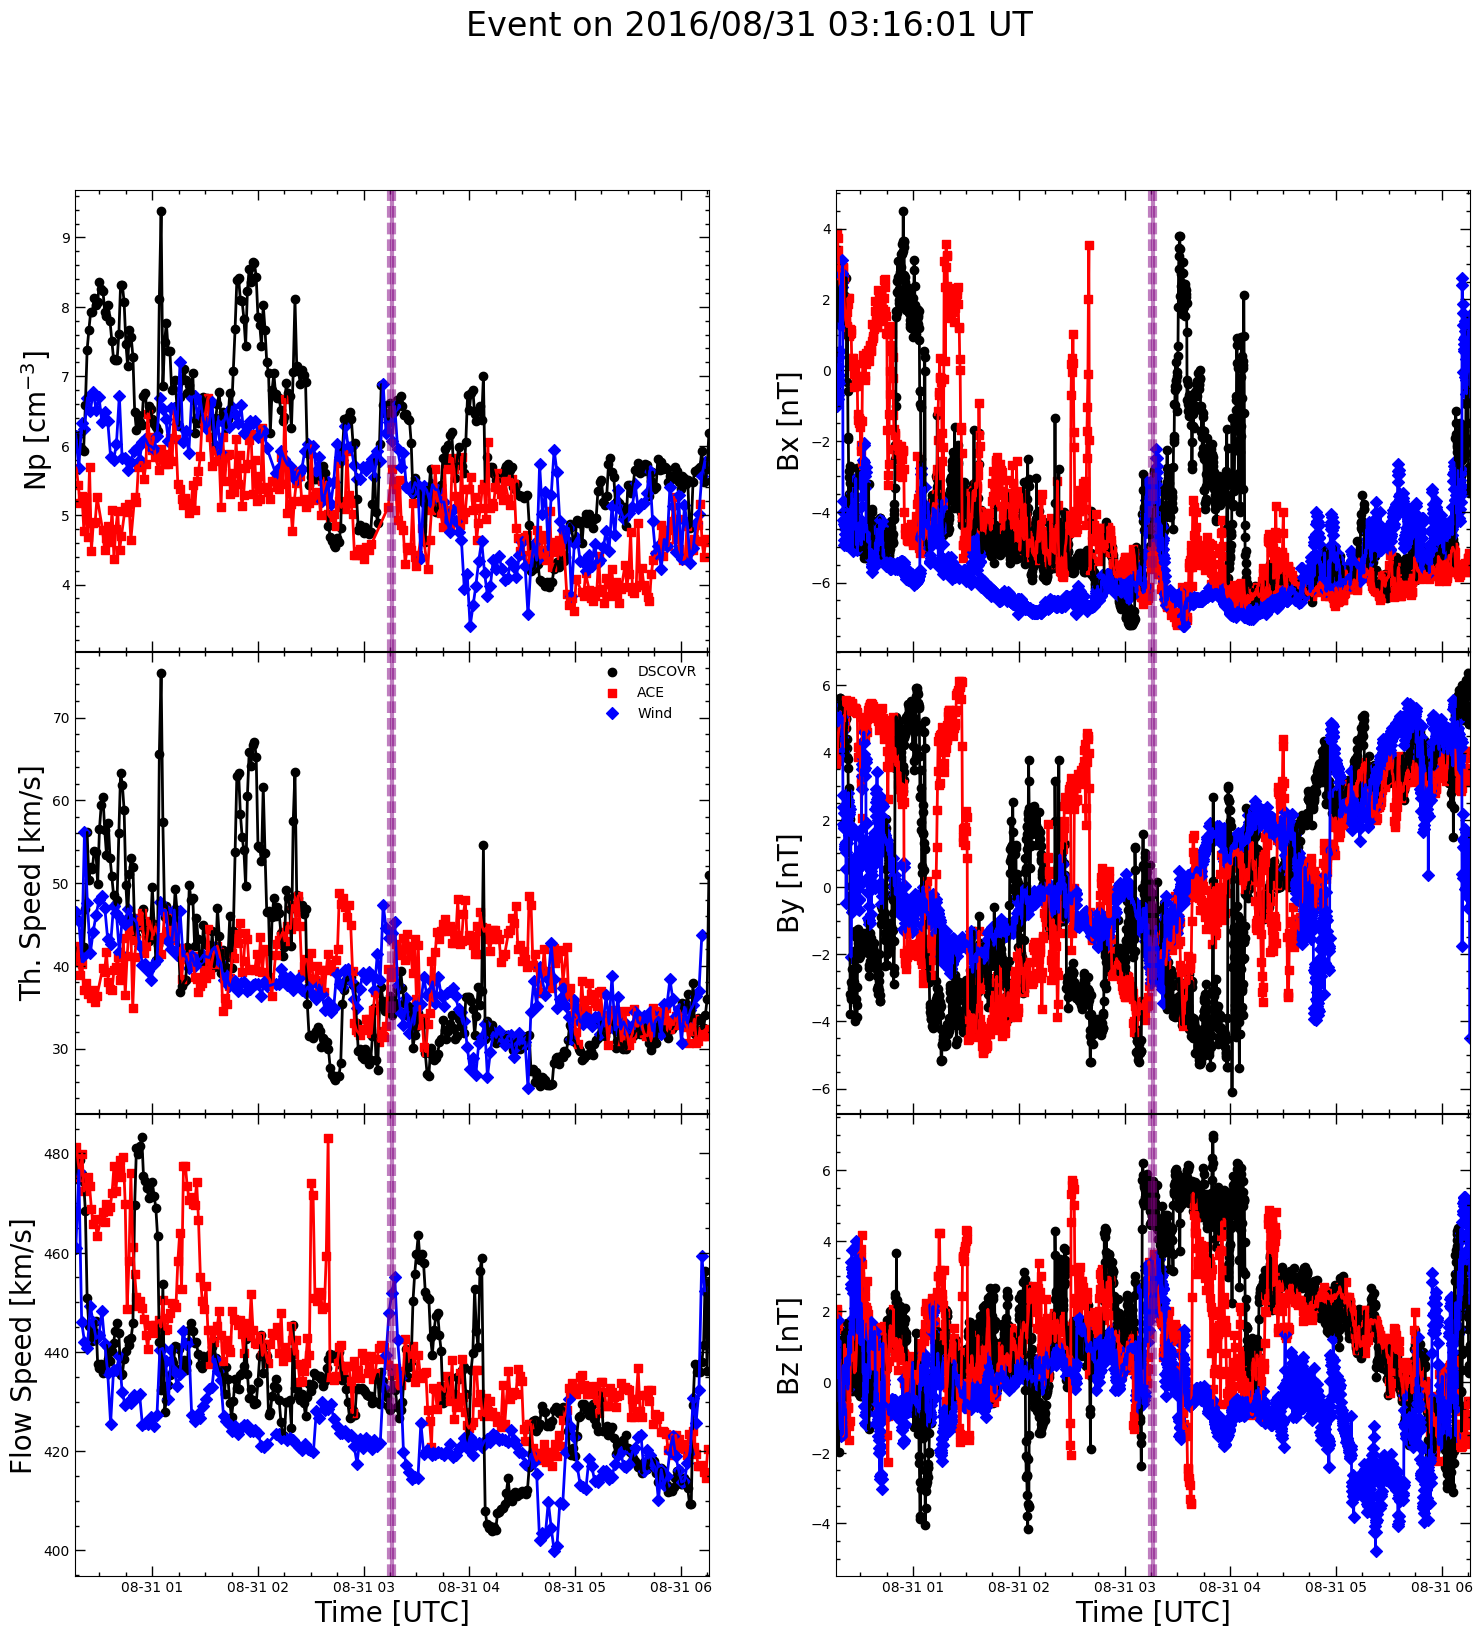 Event on 2016/08/31 03:16:01 UT
Np [cm⁻³]
9
8
7
6
5
4
Bx [nT]
4
2
0
−2
−4
−6
Th. Speed [km/s]
70
60
50
40
30
DSCOVR
ACE
Wind
By [nT]
6
4
2
0
−2
−4
−6
Flow Speed [km/s]
480
460
440
420
400
08-31 01 08-31 02 08-31 03 08-31 04 08-31 05 08-31 06
Time [UTC]
Bz [nT]
6
4
2
0
−2
−4
08-31 01 08-31 02 08-31 03 08-31 04 08-31 05 08-31 06
Time [UTC]